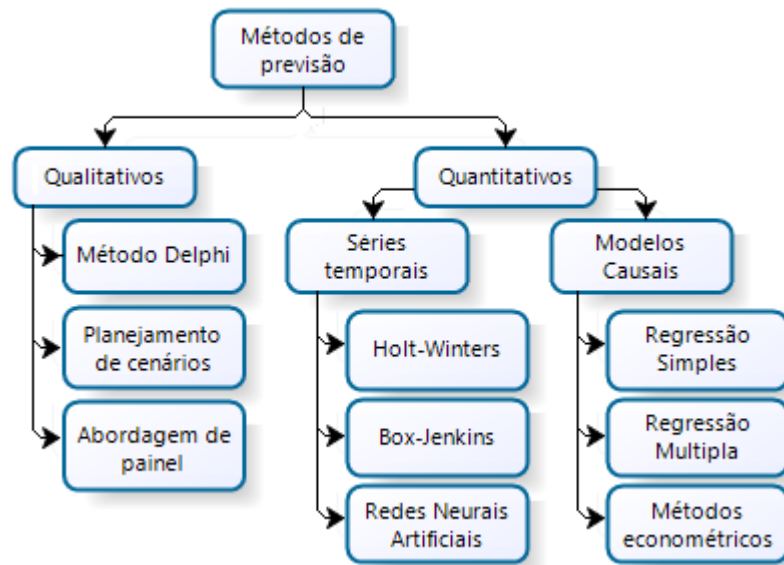 Métodos de
previsão
Qualitativos
Quantitativos
Método Delphi
Planejamento
de cenários
Abordagem de
painel
Séries
temporais
Holt-Winters
Box-Jenkins
Redes Neurais
Artificiais
Modelos
Causais
Regressão
Simples
Regressão
Multipla
Métodos
econométricos